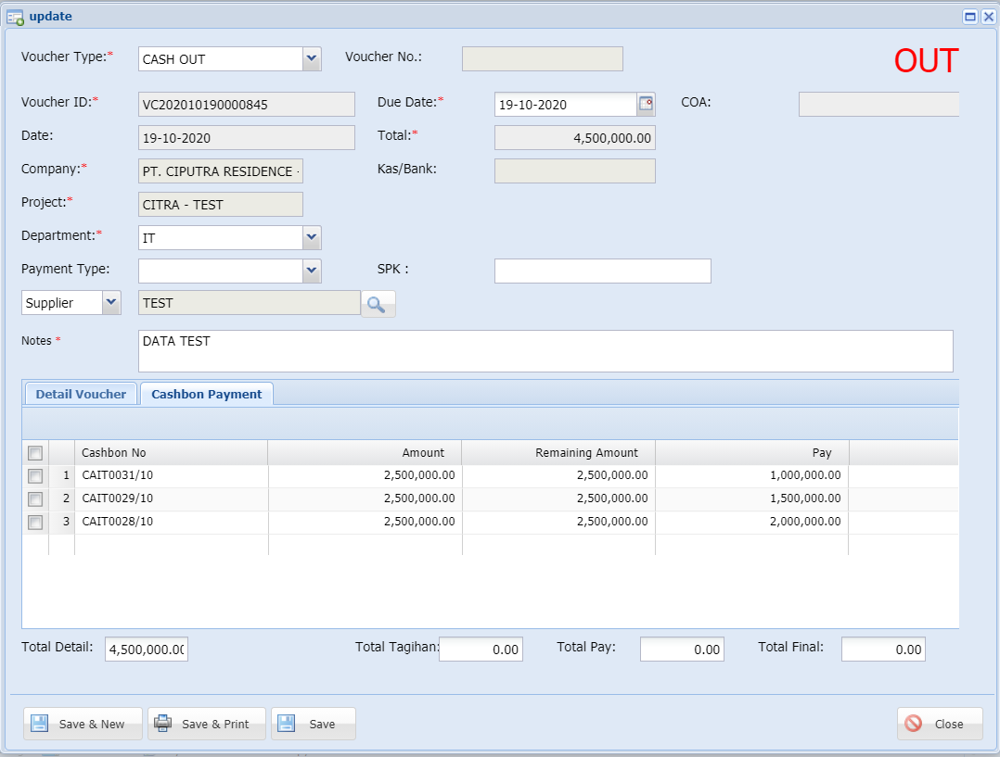 update
Voucher Type:* CASH OUT Voucher No.: OUT
Voucher ID:* VC202010190000845 Due Date:* 19-10-2020 COA:
Date: 19-10-2020 Total:* 4,500,000.00
Company:* PT. CIPUTRA RESIDENCE Kas/Bank:
Project:* CITRA - TEST
Department:* IT
Payment Type: SPK :
Supplier TEST
Notes * DATA TEST
Detail Voucher Cashbon Payment
Cashbon No Amount Remaining Amount Pay
1 CAIT0031/10 2,500,000.00 2,500,000.00 1,000,000.00
2 CAIT0029/10 2,500,000.00 2,500,000.00 1,500,000.00
3 CAIT0028/10 2,500,000.00 2,500,000.00 2,000,000.00
Total Detail: 4,500,000.00 Total Tagihan: 0.00 Total Pay: 0.00 Total Final: 0.00
Save & New Save & Print Save Close